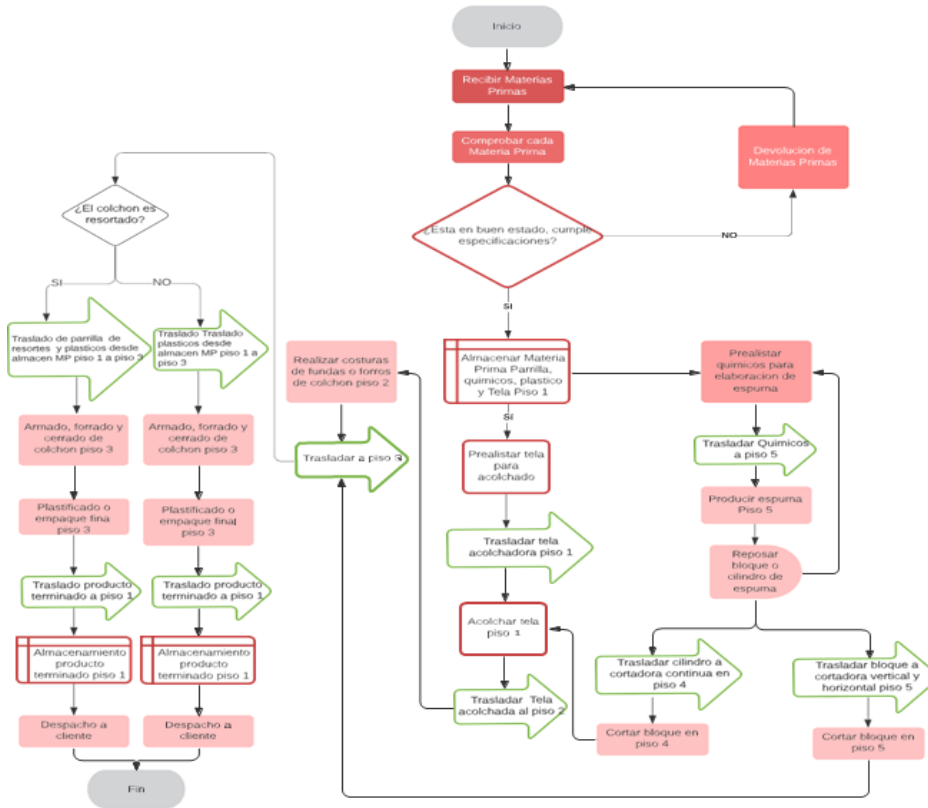 Inicio
Recibir Materias
Primas
Comprobar cada
Materia Prima
Devolucion de
Materias Primas
¿Esta en buen estado, cumple
especificaciones?
NO
SI
¿El colchon es
resortado?
SI
NO
Traslado de parrilla de
resortes y plasticos desde
almacen MP piso 1 a piso 3
Traslado Traslado
plasticos desde
almacen MP piso 1 a
piso 3
Realizar costuras
de fundas o forros
de colchon piso 2
Almacenar Materia
Prima Parrilla,
quimicos, plastico
y Tela Piso 1
Prealistar
quimicos para
elaboracion de
espuma
SI
Armado, forrado y
cerrado de
colchon piso 3
Armado, forrado y
cerrado de
colchon piso 3
Trasladar a piso 3
Prealistar tela
para
acolchado
Trasladar Quimicos
a piso 5
Plastificado o
empaque fina
piso 3
Plastificado o
empaque final
piso 3
Producir espuma
Piso 5
Trasladar tela
acolchadora piso 1
Reposar
bloque o
cilindro de
espuma
Traslado producto
terminado a piso 1
Traslado producto
terminado a piso 1
Acolchar tela
piso 1
Almacenamiento
producto
terminado piso 1
Almacenamiento
producto
terminado piso 1
Trasladar cilindro a
cortadora continua en
piso 4
Trasladar bloque a
cortadora vertical y
horizontal piso 5
Trasladar Tela
acolchada al piso 2
Despacho a
cliente
Despacho a
cliente
Cortar bloque en
piso 4
Cortar bloque en
piso 5
Fin